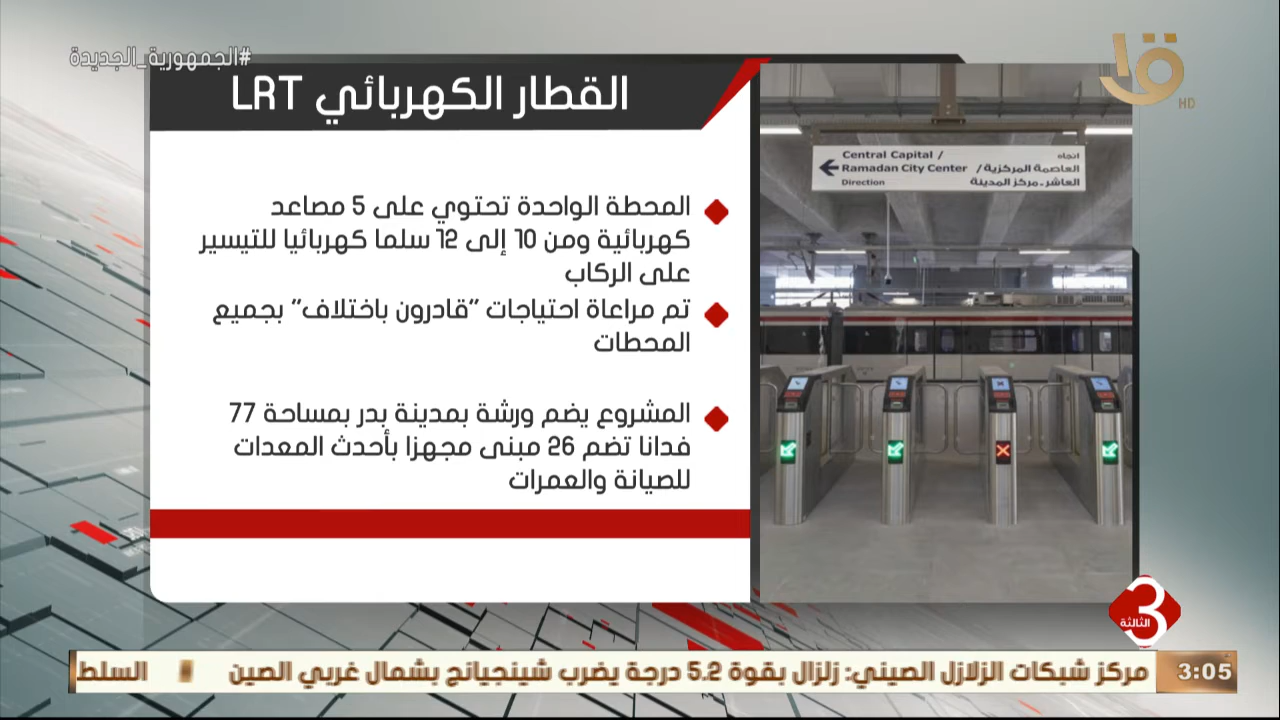 #الجمهورية_الجديدة
القطار الكهربائي LRT
المحطة الواحدة تحتوي على 5 مصاعد
كهربائية ومن 10 إلى 12 سلما كهربائيا للتيسير
على الركاب
تم مراعاة احتياجات "قادرون باختلاف" بجميع
المحطات
المشروع يضم ورشة بمدينة بدر بمساحة 77
فدانا تضم 26 مبنى مجهزا بأحدث المعدات
للصيانة والعمرات
HD
Central Capital /
Ramadan City Center
Direction
اتجاه
العاصمة المركزية /
العاشر ـ مركز المدينة
3
الثالثة
3:05
مركز شبكات الزلازل الصيني: زلزال بقوة 5.2 درجة يضرب شينجيانج بشمال غربي الصين
السلط